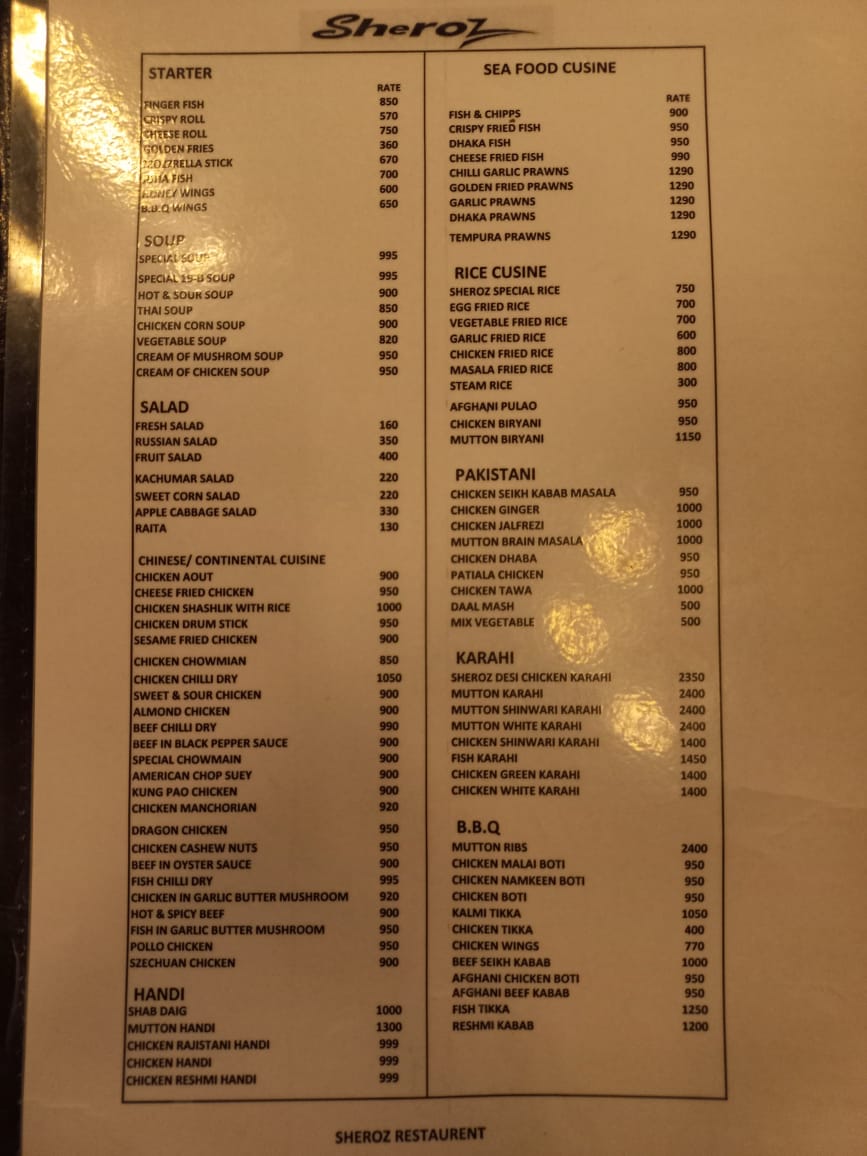 Sheroz
STARTER
RATE
FINGER FISH 850
CRISPY ROLL 570
CHEESE ROLL 750
GOLDEN FRIES 360
MOZZRELLA STICK 670
FISH 700
HONEY WINGS 600
B.B.Q WINGS 650
SOUP
SPECIAL SOUP 995
SPECIAL 19-B SOUP 995
HOT & SOUR SOUP 900
THAI SOUP 850
CHICKEN CORN SOUP 900
VEGETABLE SOUP 820
CREAM OF MUSHROM SOUP 950
CREAM OF CHICKEN SOUP 950
SALAD
FRESH SALAD 160
RUSSIAN SALAD 350
FRUIT SALAD 400
KACHUMAR SALAD 220
SWEET CORN SALAD 220
APPLE CABBAGE SALAD 330
RAITA 130
CHINESE/ CONTINENTAL CUISINE
CHICKEN AOUT 900
CHEESE FRIED CHICKEN 950
CHICKEN SHASHLIK WITH RICE 1000
CHICKEN DRUM STICK 950
SESAME FRIED CHICKEN 900
CHICKEN CHOWMIAN 850
CHICKEN CHILLI DRY 1050
SWEET & SOUR CHICKEN 900
ALMOND CHICKEN 900
BEEF CHILLI DRY 990
BEEF IN BLACK PEPPER SAUCE 900
SPECIAL CHOWMAIN 900
AMERICAN CHOP SUEY 900
KUNG PAO CHICKEN 900
CHICKEN MANCHORIAN 920
DRAGON CHICKEN 950
CHICKEN CASHEW NUTS 950
BEEF IN OYSTER SAUCE 900
FISH CHILLI DRY 995
CHICKEN IN GARLIC BUTTER MUSHROOM 920
HOT & SPICY BEEF 900
FISH IN GARLIC BUTTER MUSHROOM 950
POLLO CHICKEN 950
SZECHUAN CHICKEN 900
HANDI
SHAB DAIG 1000
MUTTON HANDI 1300
CHICKEN RAJISTANI HANDI 999
CHICKEN HANDI 999
CHICKEN RESHMI HANDI 999
SEA FOOD CUSINE
RATE
FISH & CHIPPS 900
CRISPY FRIED FISH 950
DHAKA FISH 950
CHEESE FRIED FISH 990
CHILLI GARLIC PRAWNS 1290
GOLDEN FRIED PRAWNS 1290
GARLIC PRAWNS 1290
DHAKA PRAWNS 1290
TEMPURA PRAWNS 1290
RICE CUSINE
SHEROZ SPECIAL RICE 750
EGG FRIED RICE 700
VEGETABLE FRIED RICE 700
GARLIC FRIED RICE 600
CHICKEN FRIED RICE 800
MASALA FRIED RICE 800
STEAM RICE 300
AFGHANI PULAO 950
CHICKEN BIRYANI 950
MUTTON BIRYANI 1150
PAKISTANI
CHICKEN SEIKH KABAB MASALA 950
CHICKEN GINGER 1000
CHICKEN JALFREZI 1000
MUTTON BRAIN MASALA 1000
CHICKEN DHABA 950
PATIALA CHICKEN 950
CHICKEN TAWA 1000
DAAL MASH 500
MIX VEGETABLE 500
KARAHI
SHEROZ DESI CHICKEN KARAHI 2350
MUTTON KARAHI 2400
MUTTON SHINWARI KARAHI 2400
MUTTON WHITE KARAHI 2400
CHICKEN SHINWARI KARAHI 1400
FISH KARAHI 1450
CHICKEN GREEN KARAHI 1400
CHICKEN WHITE KARAHI 1400
B.B.Q
MUTTON RIBS 2400
CHICKEN MALAI BOTI 950
CHICKEN NAMKEEN BOTI 950
CHICKEN BOTI 950
KALMI TIKKA 1050
CHICKEN TIKKA 400
CHICKEN WINGS 770
BEEF SEIKH KABAB 1000
AFGHANI CHICKEN BOTI 950
AFGHANI BEEF KABAB 950
FISH TIKKA 1250
RESHMI KABAB 1200
SHEROZ RESTAURENT